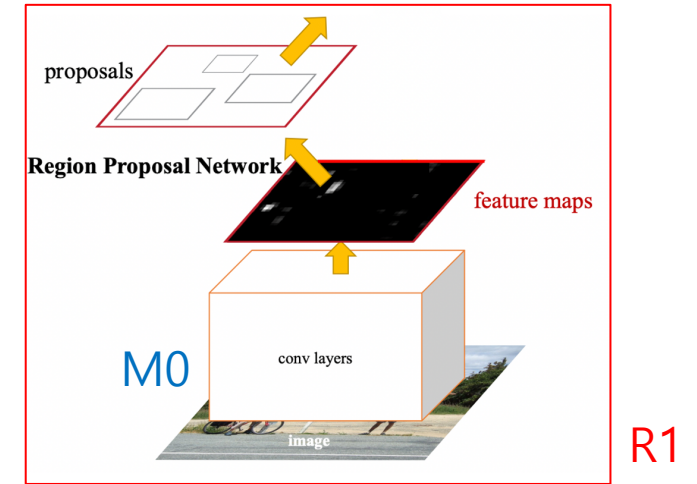 proposals
Region Proposal Network
feature maps
conv layers
M0
image
R1